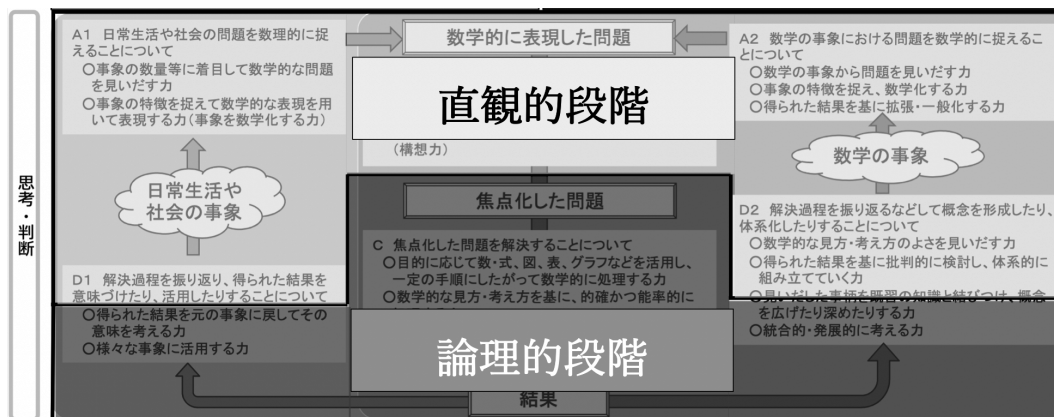 思考・判断
A1 日常生活や社会の問題を数理的に捉
えることについて
○事象の数量等に着目して数学的な問題
を見いだす力
○事象の特徴を捉えて数学的な表現を用
いて表現する力(事象を数学化する力)
日常生活や
社会の事象
D1 解決過程を振り返り、得られた結果を
意味づけたり、活用したりすることについて
○得られた結果を元の事象に戻してその
意味を考える力
○様々な事象に活用する力
数学的に表現した問題
直観的段階
(構想力)
焦点化した問題
C 焦点化した問題を解決することについて
○目的に応じて数・式、図、表、グラフなどを活用し、
一定の手順にしたがって数学的に処理する力
○数学的な見方・考え方を基に、的確かつ能率的に
論理的段階
結果
A2 数学の事象における問題を数学的に捉えるこ
とについて
○数学の事象から問題を見いだす力
○事象の特徴を捉え、数学化する力
○得られた結果を基に拡張・一般化する力
数学の事象
D2 解決過程を振り返るなどして概念を形成したり、
体系化したりすることについて
○数学的な見方・考え方のよさを見いだす力
○得られた結果を基に批判的に検討し、体系的に
組み立てていく力
○見いだした事柄を既習の知識と結びつけ、概念
を広げたり深めたりする力
○統合的・発展的に考える力